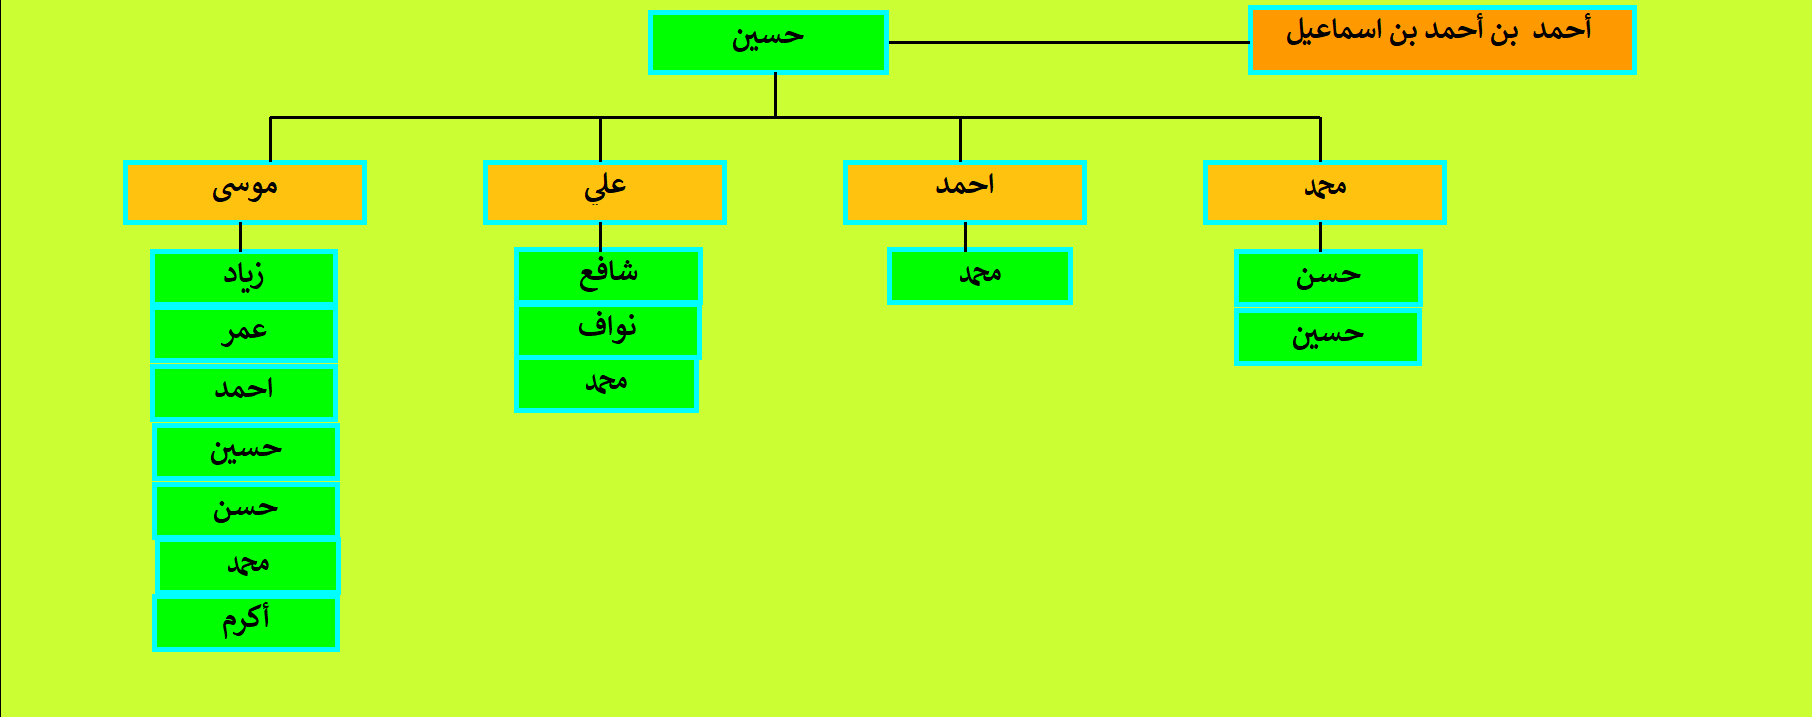 أحمد بن أحمد بن اسماعيل
حسين
محمد
احمد
علي
موسى
حسن
حسين
محمد
شافع
نواف
محمد
زياد
عمر
احمد
حسين
حسن
محمد
أكرم